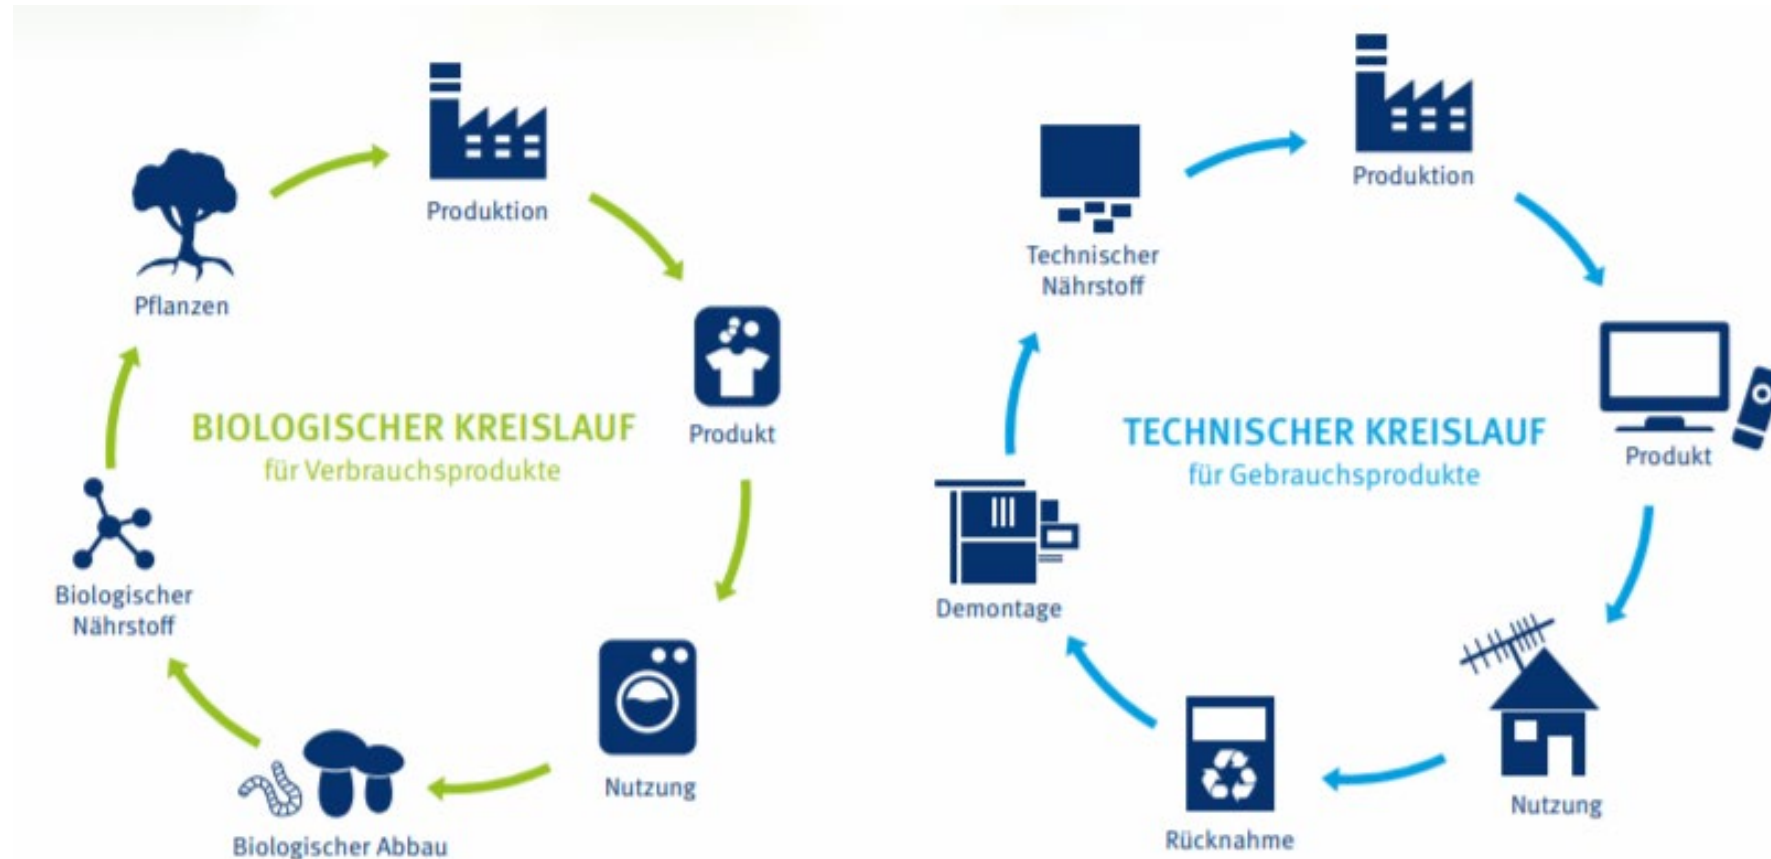 Produktion
Pflanzen
Produkt
BIOLOGISCHER KREISLAUF
für Verbrauchsprodukte
Biologischer
Nährstoff
Nutzung
Biologischer Abbau
Produktion
Technischer
Nährstoff
Produkt
TECHNISCHER KREISLAUF
für Gebrauchsprodukte
Demontage
Nutzung
Rücknahme